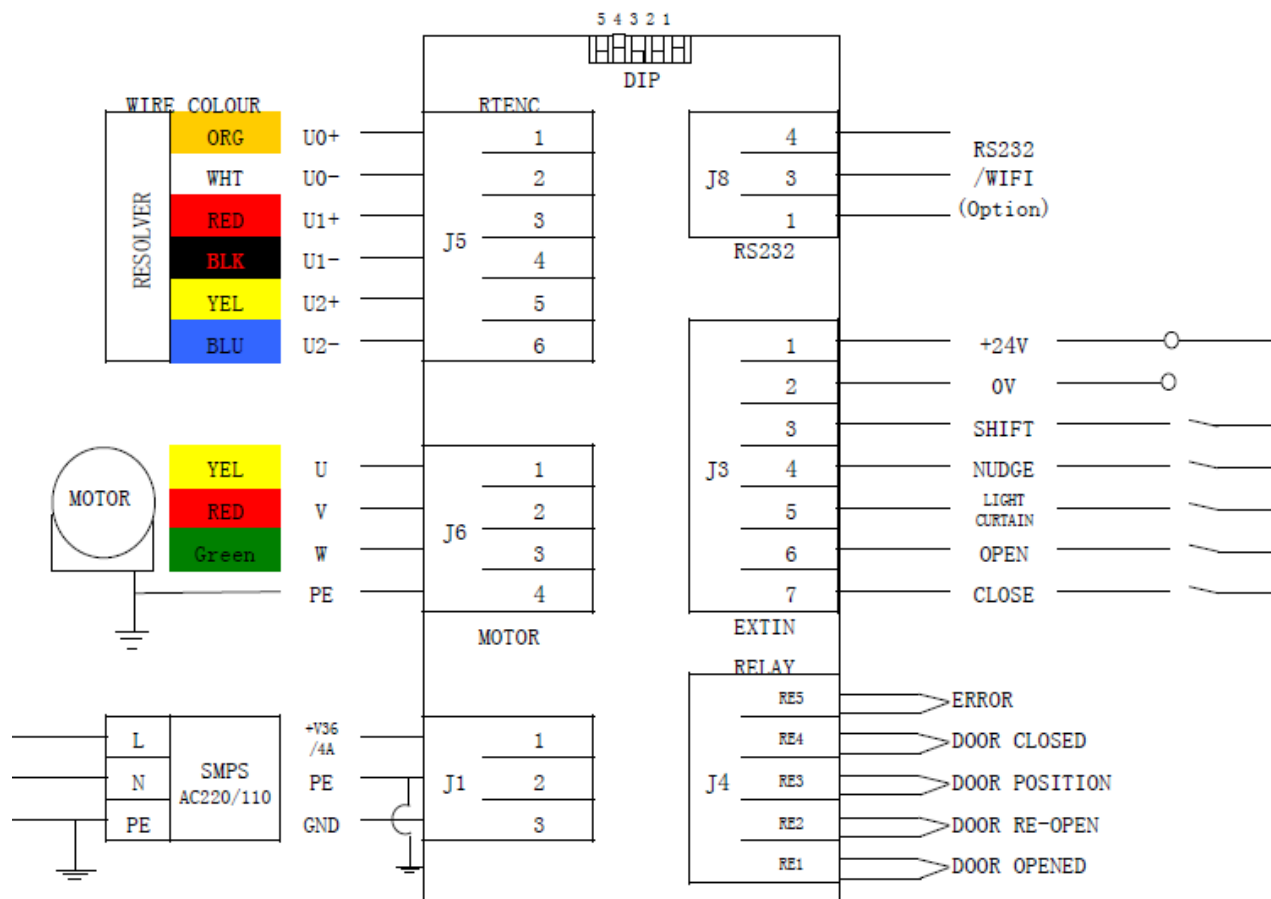 5 4 3 2 1
DIP
WIRE COLOUR
RTENC
RESOLVER
ORG U0+ 1
WHT U0- 2
RED U1+ 3
J5
BLK U1- 4
YEL U2+ 5
BLU U2- 6
4
J8 3
1
RS232
RS232
/WIFI
(Option)
1 +24V
2 0V
3 SHIFT
J3 4 NUDGE
5 LIGHT
CURTAIN
6 OPEN
7 CLOSE
EXTIN
MOTOR
YEL U 1
RED V 2
J6
Green W 3
PE 4
MOTOR
RELAY
RE5 ERROR
RE4 DOOR CLOSED
J4 RE3 DOOR POSITION
RE2 DOOR RE-OPEN
RE1 DOOR OPENED
L
N
PE
SMPS
AC220/110
+V36
/4A 1
PE J1 2
GND 3